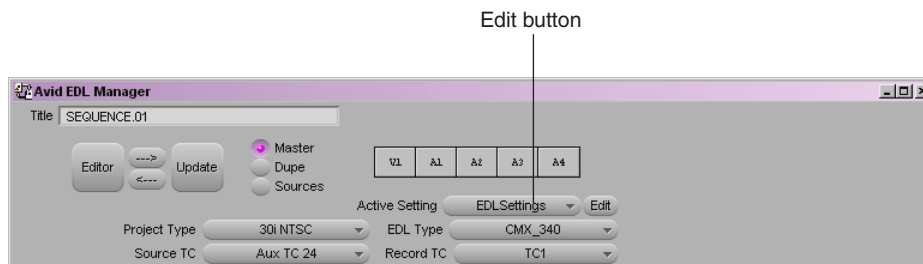 Edit button
Avid EDL Manager
Title SEQUENCE.01
Editor ---> <--- Update
Master
Dupe
Sources
V1 A1 A2 A3 A4
Active Setting EDLSettings Edit
Project Type 30i NTSC EDL Type CMX_340
Source TC Aux TC 24 Record TC TC1